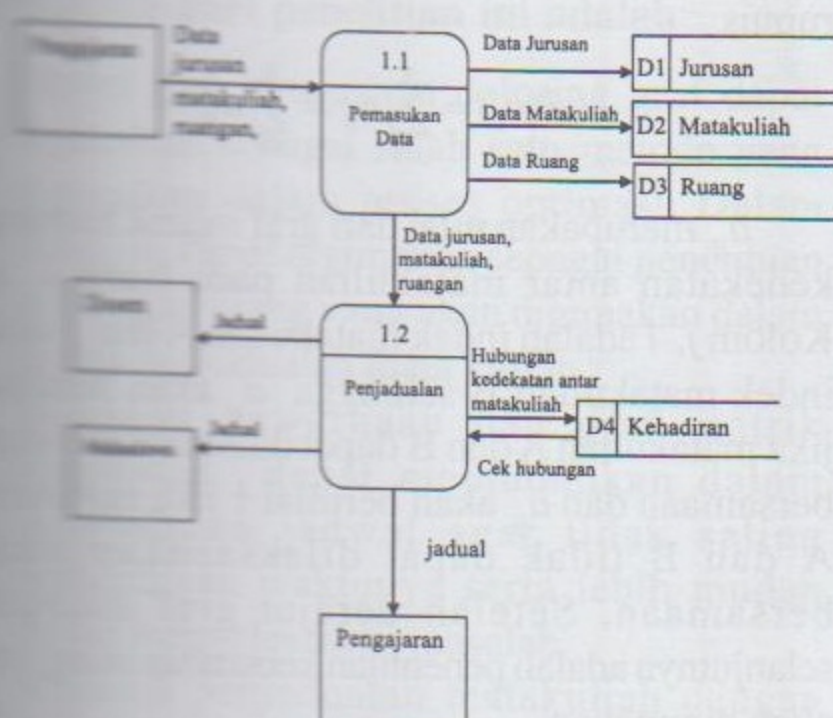 Data
jurusan
matakuliah,
ruangan,
1.1
Pemasukan
Data
Data Jurusan
D1 Jurusan
Data Matakuliah
D2 Matakuliah
Data Ruang
D3 Ruang
Data jurusan,
matakuliah,
ruangan
1.2
Penjadualan
Jadual
Jadual
Hubungan
kedekatan antar
matakuliah
D4 Kehadiran
Cek hubungan
jadual
Pengajaran